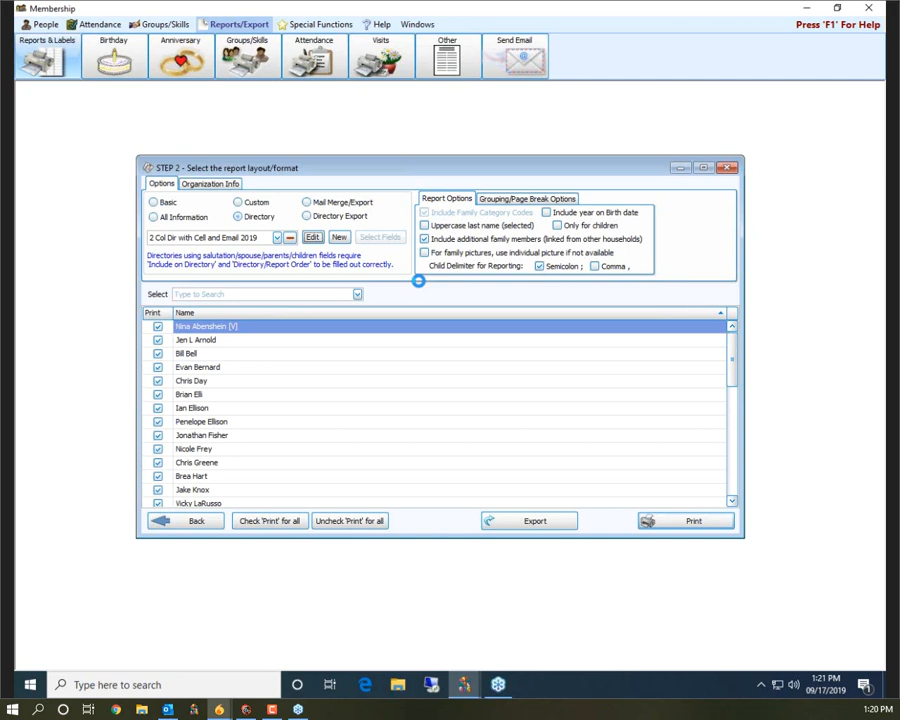 Membership
People Attendance Groups/Skills Reports/Export Special Functions Help Windows Press 'F1' For Help
Reports & Labels Birthday Anniversary Groups/Skills Attendance Visits Other Send Email
STEP 2 - Select the report layout/format
Options Organization Info
Basic Custom Mail Merge/Export
All Information Directory Directory Export
2 Col Dir with Cell and Email 2019 Edit New Select Fields
Directories using salutation/spouse/parents/children fields require
'Include on Directory' and 'Directory/Report Order' to be filled out correctly.
Report Options Grouping/Page Break Options
Include Family Category Codes Include year on Birth date
Uppercase last name (selected) Only for children
Include additional family members (linked from other households)
For family pictures, use individual picture if not available
Child Delimiter for Reporting: Semicolon ; Comma ,
Select Type to Search
Print Name
Nina Abenshein [V]
Jen L Arnold
Bill Bell
Evan Bernard
Chris Day
Brian Elli
Ian Ellison
Penelope Ellison
Jonathan Fisher
Nicole Frey
Chris Greene
Brea Hart
Jake Knox
Vicky LaRusso
Back Check 'Print' for all Uncheck 'Print' for all Export Print
Type here to search
1:21 PM
09/17/2019
1
1:20 PM